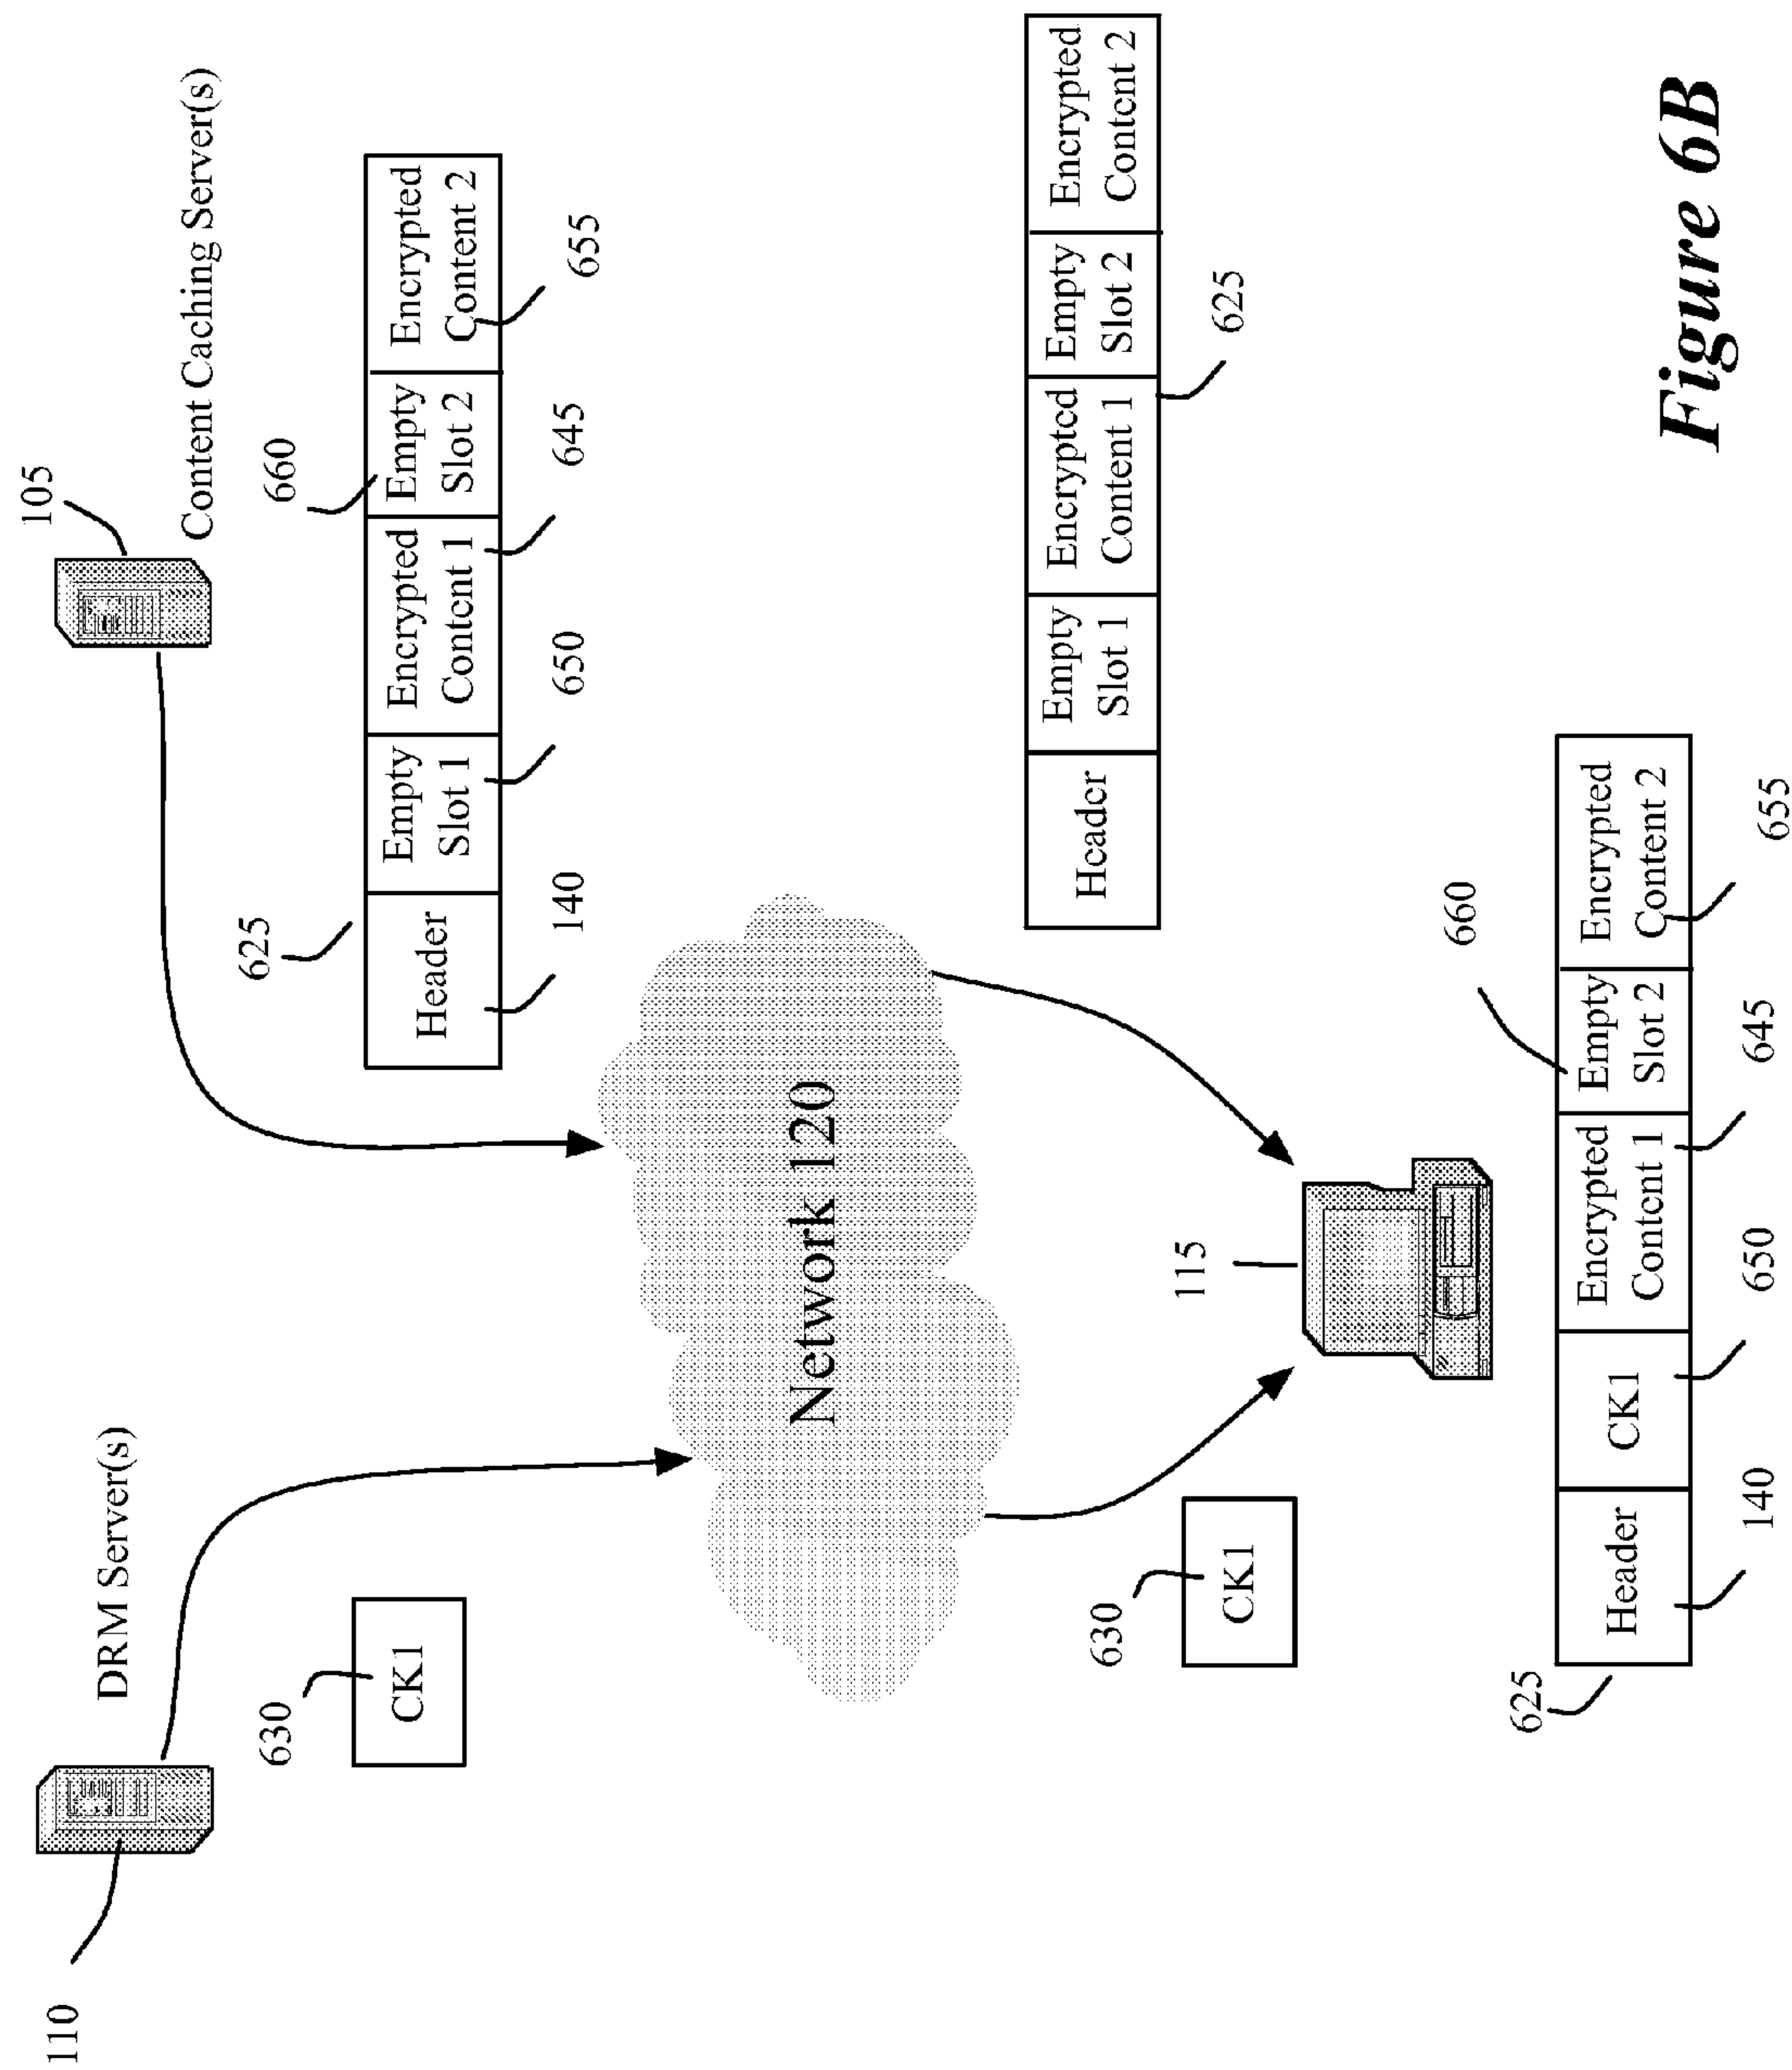 110
DRM Server(s)
105
Content Caching Server(s)
630
CK1
625
660
Header
Empty
Slot 1
Encrypted
Content 1
Empty
Slot 2
Encrypted
Content 2
140
650
645
655
Network 120
630
CK1
115
Header
Empty
Slot 1
Encrypted
Content 1
Empty
Slot 2
Encrypted
Content 2
625
625
660
Header
CK1
Encrypted
Content 1
Empty
Slot 2
Encrypted
Content 2
140
650
645
655
Figure 6B